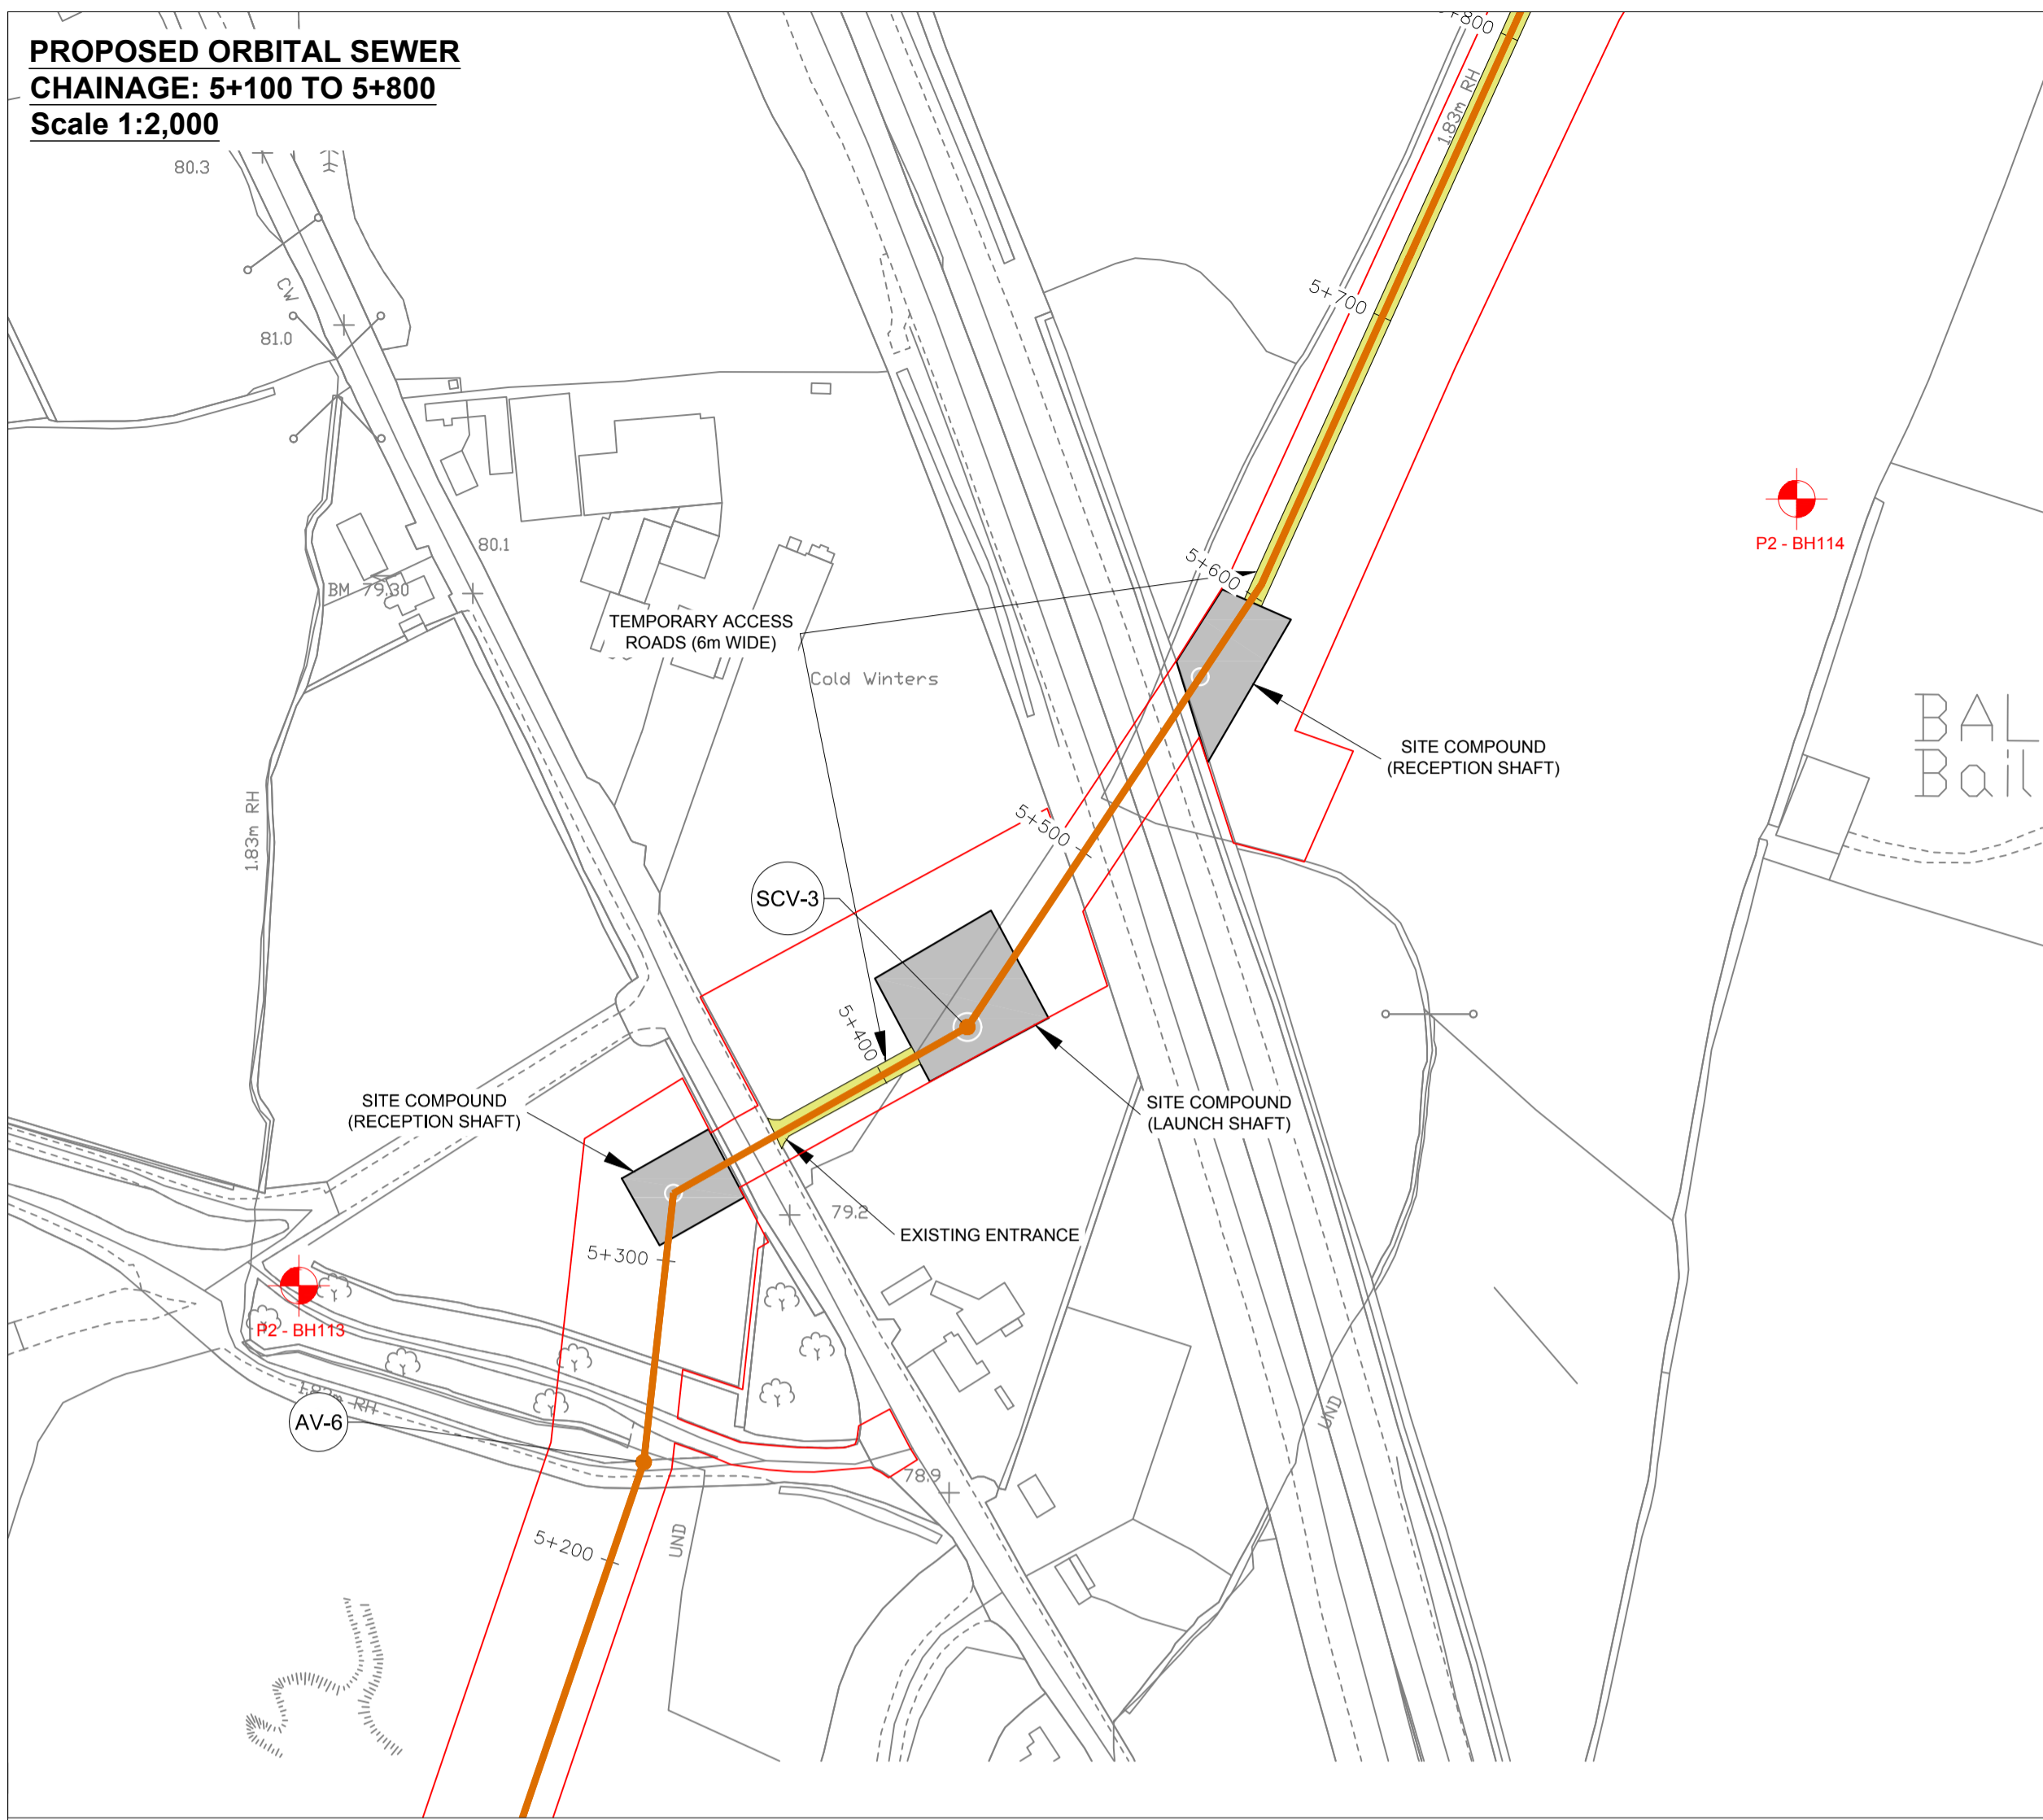 PROPOSED ORBITAL SEWER
CHAINAGE: 5+100 TO 5+800
Scale 1:2,000
80.3
CW
81.0
80.1
BM 79.30
1.83m RH
5+700
P2 - BH114
5+600
TEMPORARY ACCESS
ROADS (6m WIDE)
Cold Winters
BAL
Bail
SITE COMPOUND
(RECEPTION SHAFT)
1.83m RH
5+500
SCV-3
5+400
SITE COMPOUND
(RECEPTION SHAFT)
SITE COMPOUND
(LAUNCH SHAFT)
79.2
EXISTING ENTRANCE
5+300
P2 - BH113
RH
AV-6
UND
78.9
5+200
UND